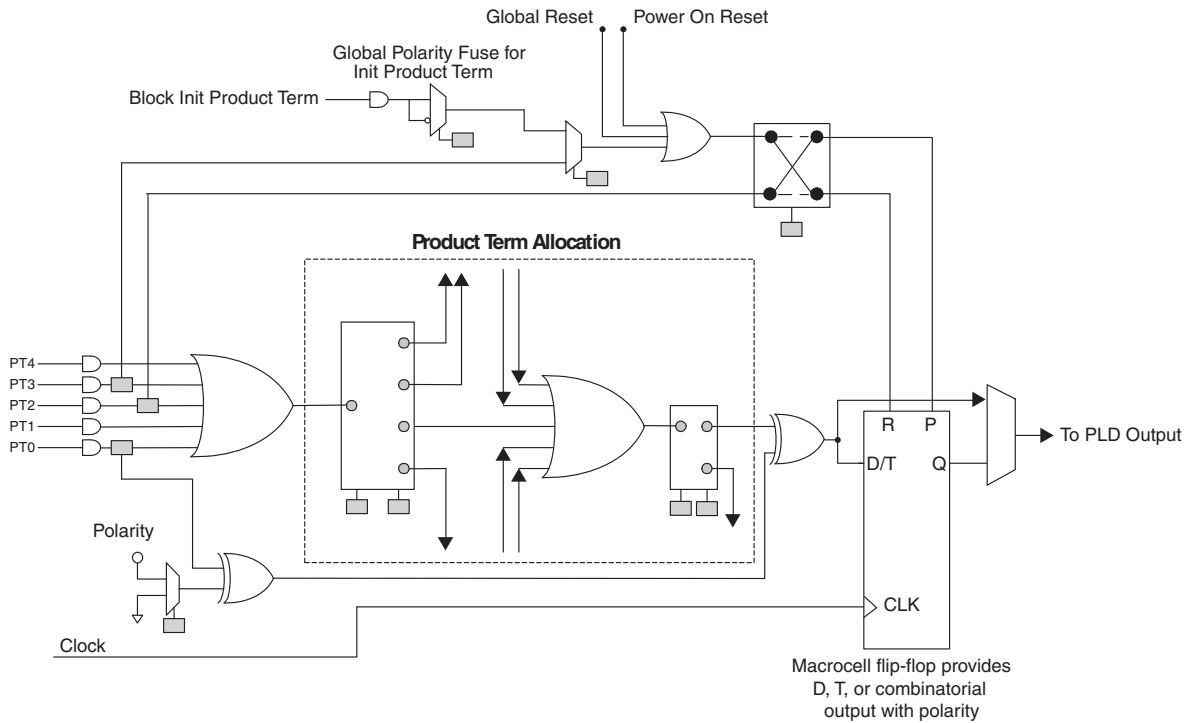 Global Reset
Power On Reset
Global Polarity Fuse for
Init Product Term
Block Init Product Term
Product Term Allocation
PT4
PT3
PT2
PT1
PT0
R
P
D/T
Q
To PLD Output
Polarity
CLK
Clock
Macrocell flip-flop provides
D, T, or combinatorial
output with polarity